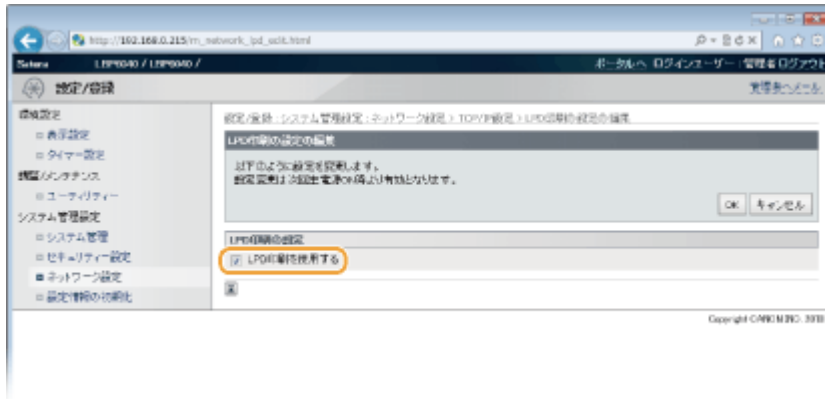 http://192.168.0.215/m_network_lpd_edit.html
Satera LBP6040 / LBP6040 /
ポータルへ ログインユーザー: 管理者 ログアウト
設定/登録
管理者へメール
環境設定
表示設定
タイマー設定
調整/メンテナンス
ユーティリティー
システム管理設定
システム管理
セキュリティー設定
ネットワーク設定
設定情報の初期化
設定/登録 : システム管理設定 : ネットワーク設定 > TCP/IP設定 > LPD印刷の設定の編集
LPD印刷の設定の編集
以下のように設定を変更します。
設定変更は次回主電源ON時より有効となります。
OK キャンセル
LPD印刷の設定
LPD印刷を使用する
Copyright CANON INC. 2013